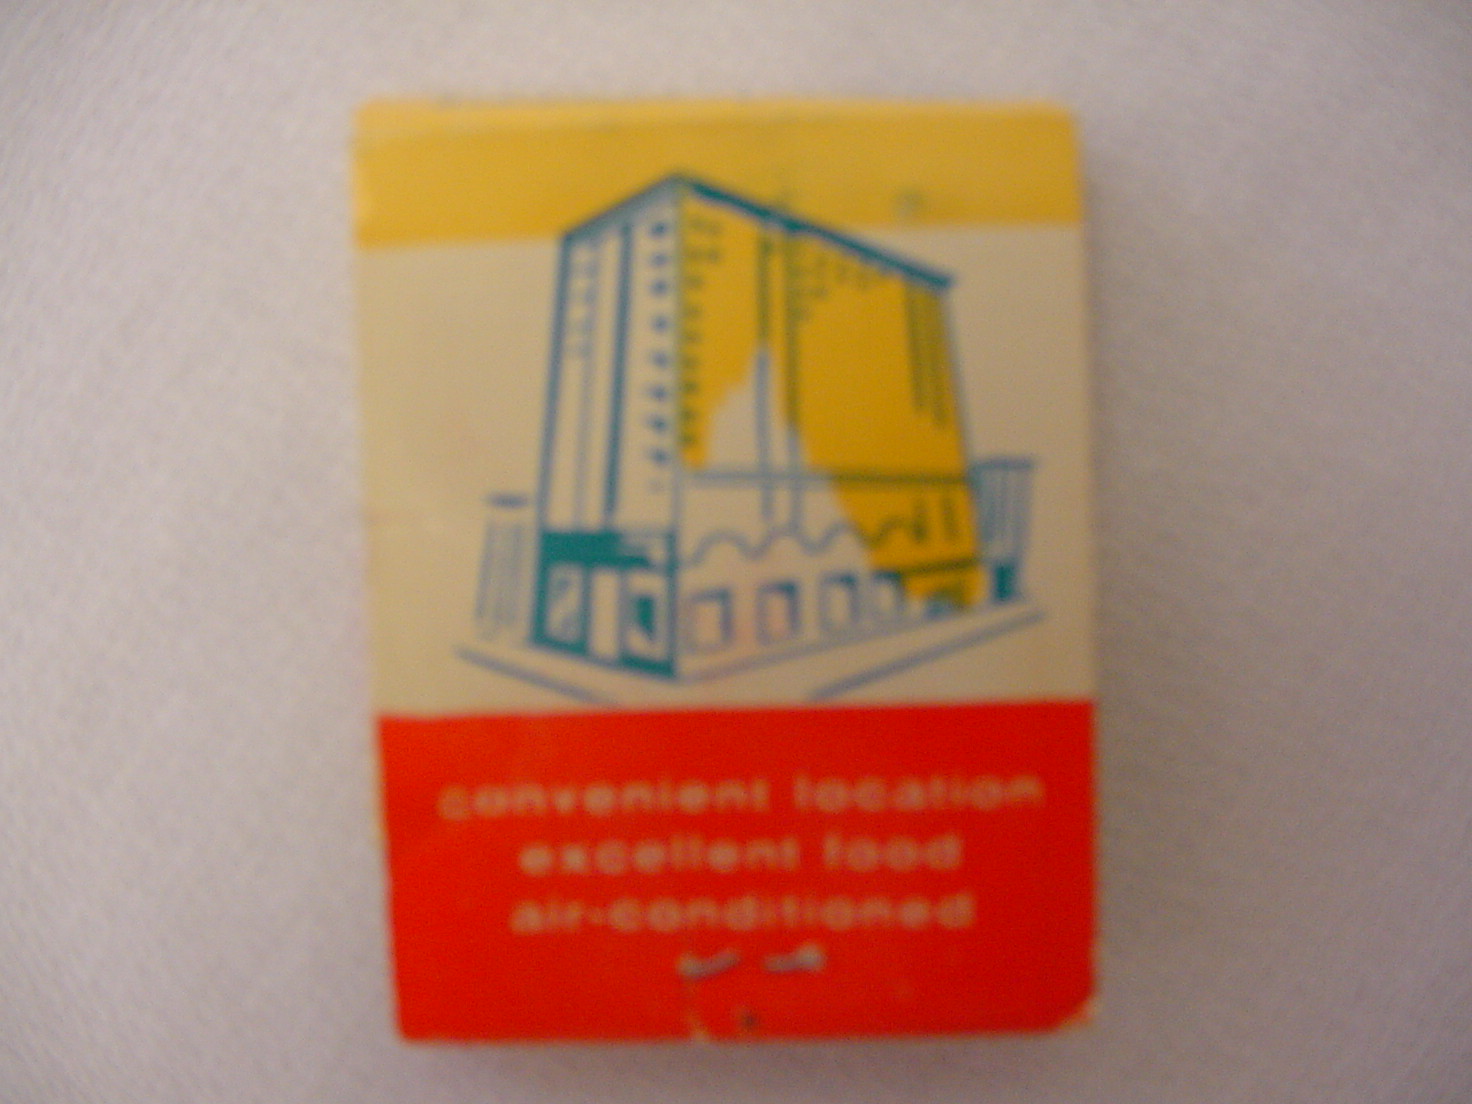 convenient location
excellent food
air-conditioned